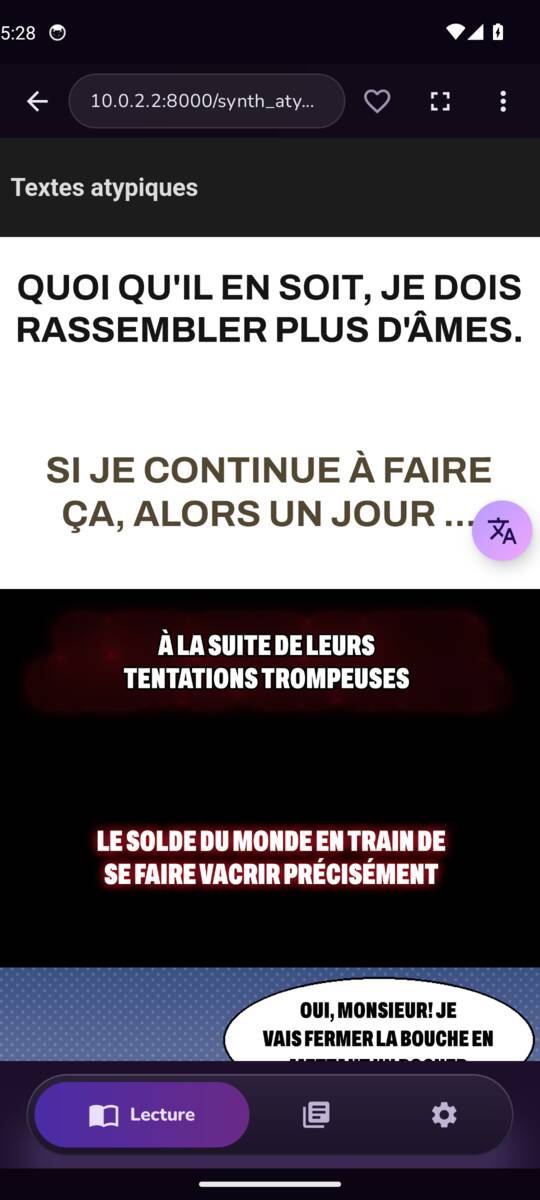 5:28
10.0.2.2:8000/synth_aty...
Textes atypiques
QUOI QU'IL EN SOIT, JE DOIS
RASSEMBLER PLUS D'ÂMES.
SI JE CONTINUE À FAIRE
ÇA, ALORS UN JOUR ...
À LA SUITE DE LEURS
TENTATIONS TROMPEUSES
LE SOLDE DU MONDE EN TRAIN DE
SE FAIRE VACRIR PRÉCISÉMENT
OUI, MONSIEUR! JE
VAIS FERMER LA BOUCHE EN
Lecture